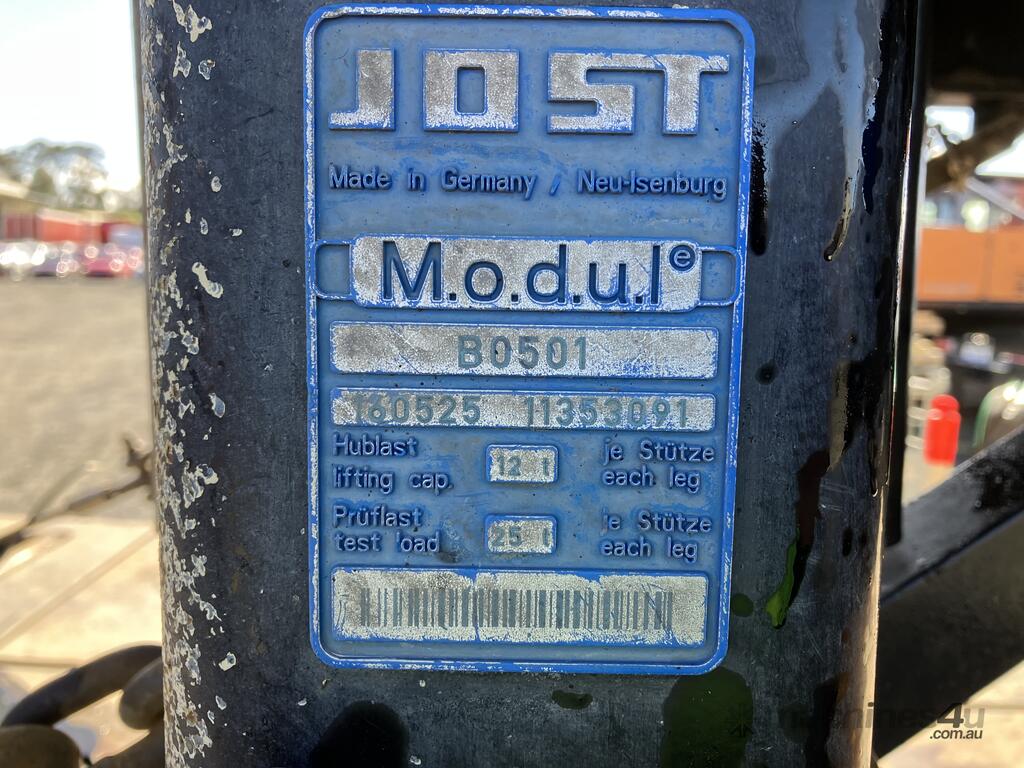 JOST
Made in Germany / Neu-Isenburg
M.o.d.u.l e
B0501
160525 11353091
Hublast 12 t je Stütze
lifting cap. each leg
Prüflast 25 t je Stütze
test load each leg
machines4u
.com.au